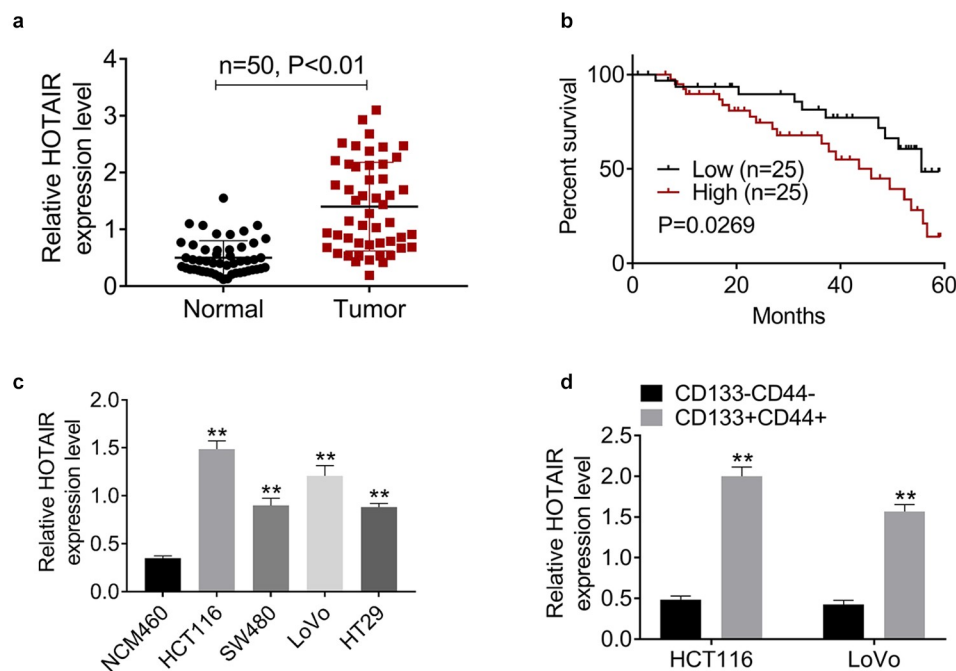 a
Relative HOTAIR
expression level
4
3
2
1
0
n=50, P<0.01
Normal
Tumor
b
Percent survival
100
50
0
Low (n=25)
High (n=25)
P=0.0269
0
20
40
60
Months
c
Relative HOTAIR
expression level
2.0
1.5
1.0
0.5
0.0
**
**
**
**
NCM460
HCT116
SW480
LoVo
HT29
d
CD133-CD44-
CD133+CD44+
Relative HOTAIR
expression level
2.5
2.0
1.5
1.0
0.5
0.0
**
**
HCT116
LoVo